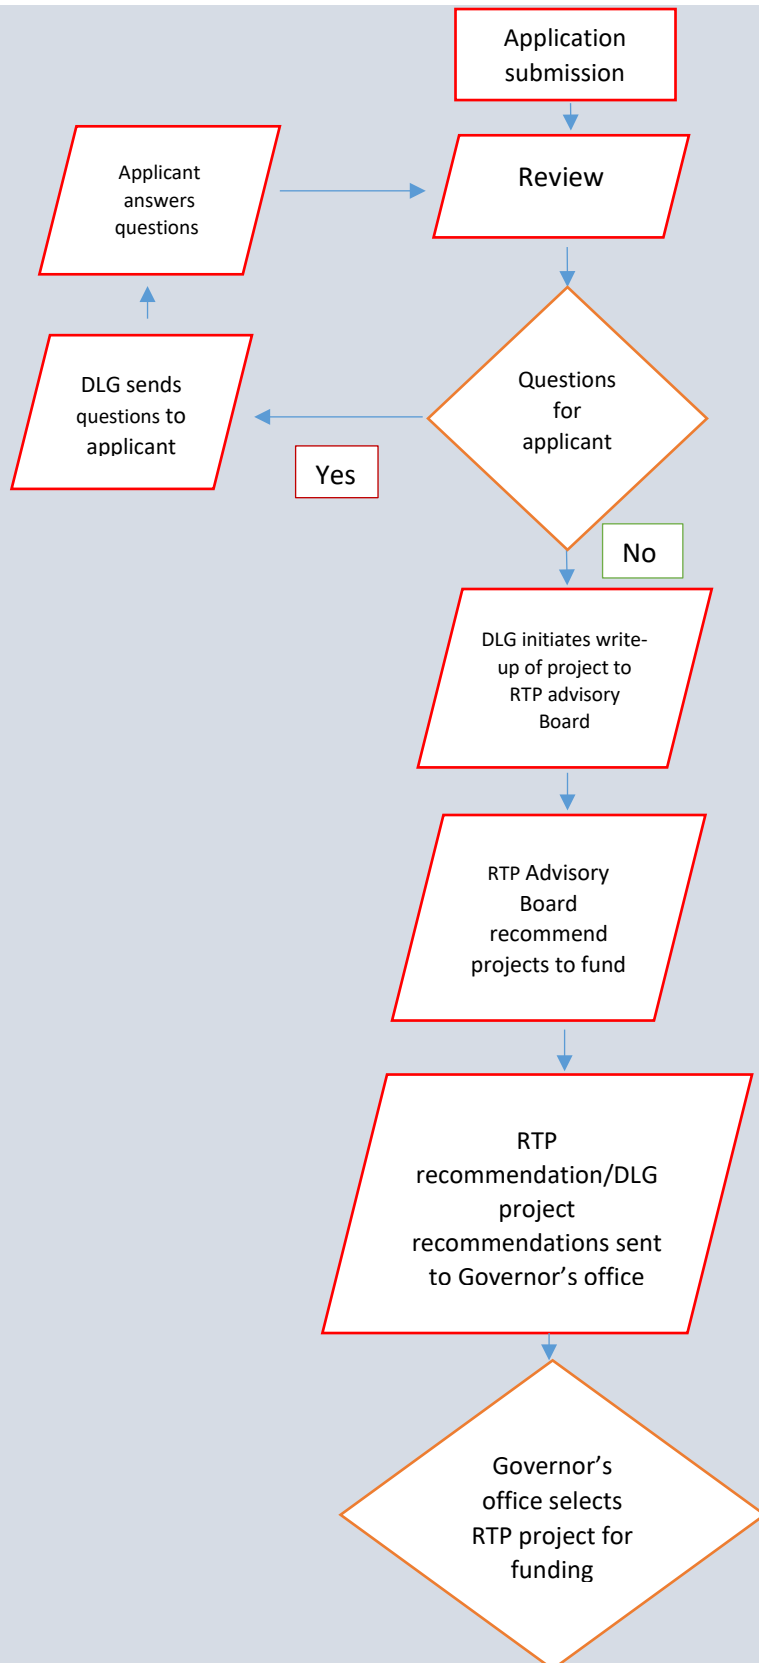 Application
submission
Review
Applicant
answers
questions
Questions
for
applicant
DLG sends
questions to
applicant
Yes
No
DLG initiates write-
up of project to
RTP advisory
Board
RTP Advisory
Board
recommend
projects to fund
RTP
recommendation/DLG
project
recommendations sent
to Governor’s office
Governor’s
office selects
RTP project for
funding